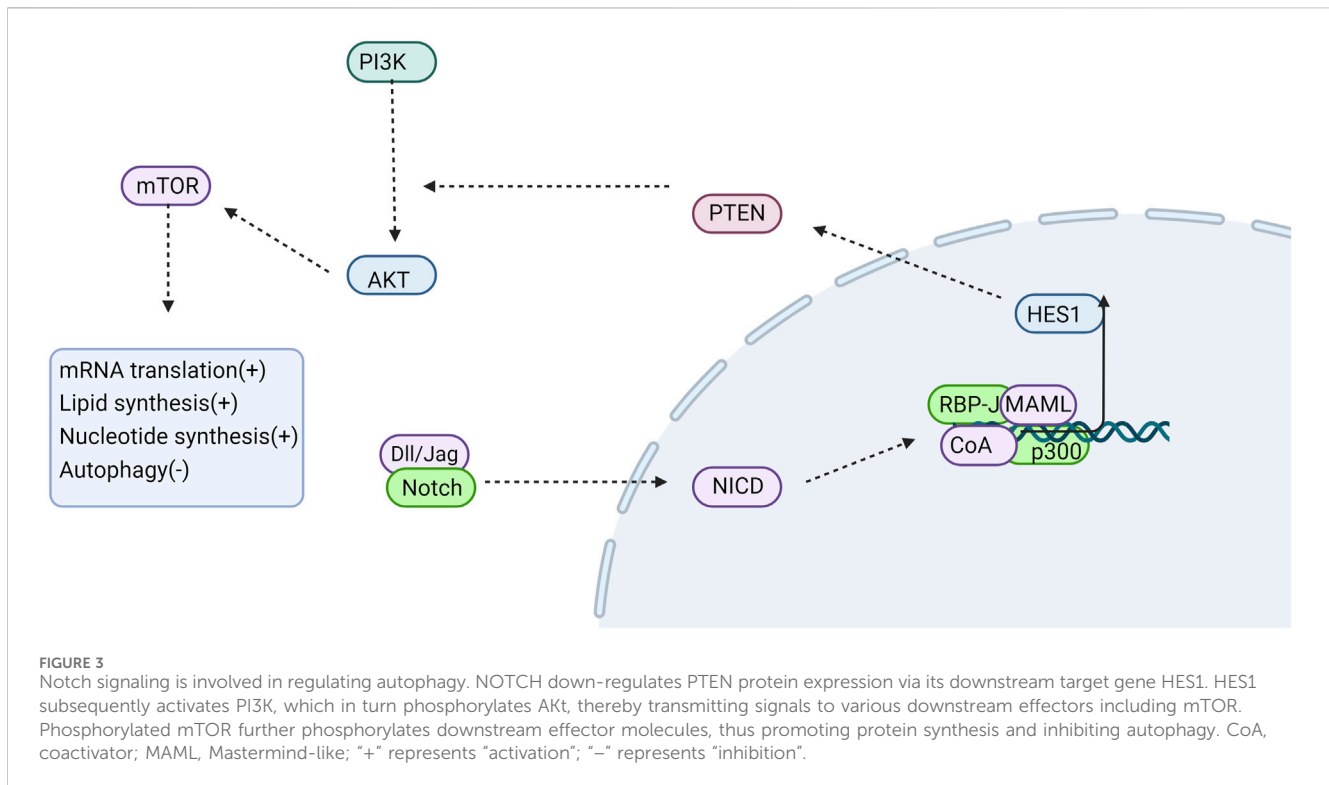 PI3K
mTOR
PTEN
AKT
HES1
mRNA translation(+)
Lipid synthesis(+)
Nucleotide synthesis(+)
Autophagy(-)
RBP-J
MAML
CoA
p300
Dll/Jag
Notch
NICD
FIGURE 3
Notch signaling is involved in regulating autophagy. NOTCH down-regulates PTEN protein expression via its downstream target gene HES1. HES1
subsequently activates PI3K, which in turn phosphorylates AKt, thereby transmitting signals to various downstream effectors including mTOR.
Phosphorylated mTOR further phosphorylates downstream effector molecules, thus promoting protein synthesis and inhibiting autophagy. CoA,
coactivator; MAML, Mastermind-like; “+” represents “activation”; “–” represents “inhibition”.